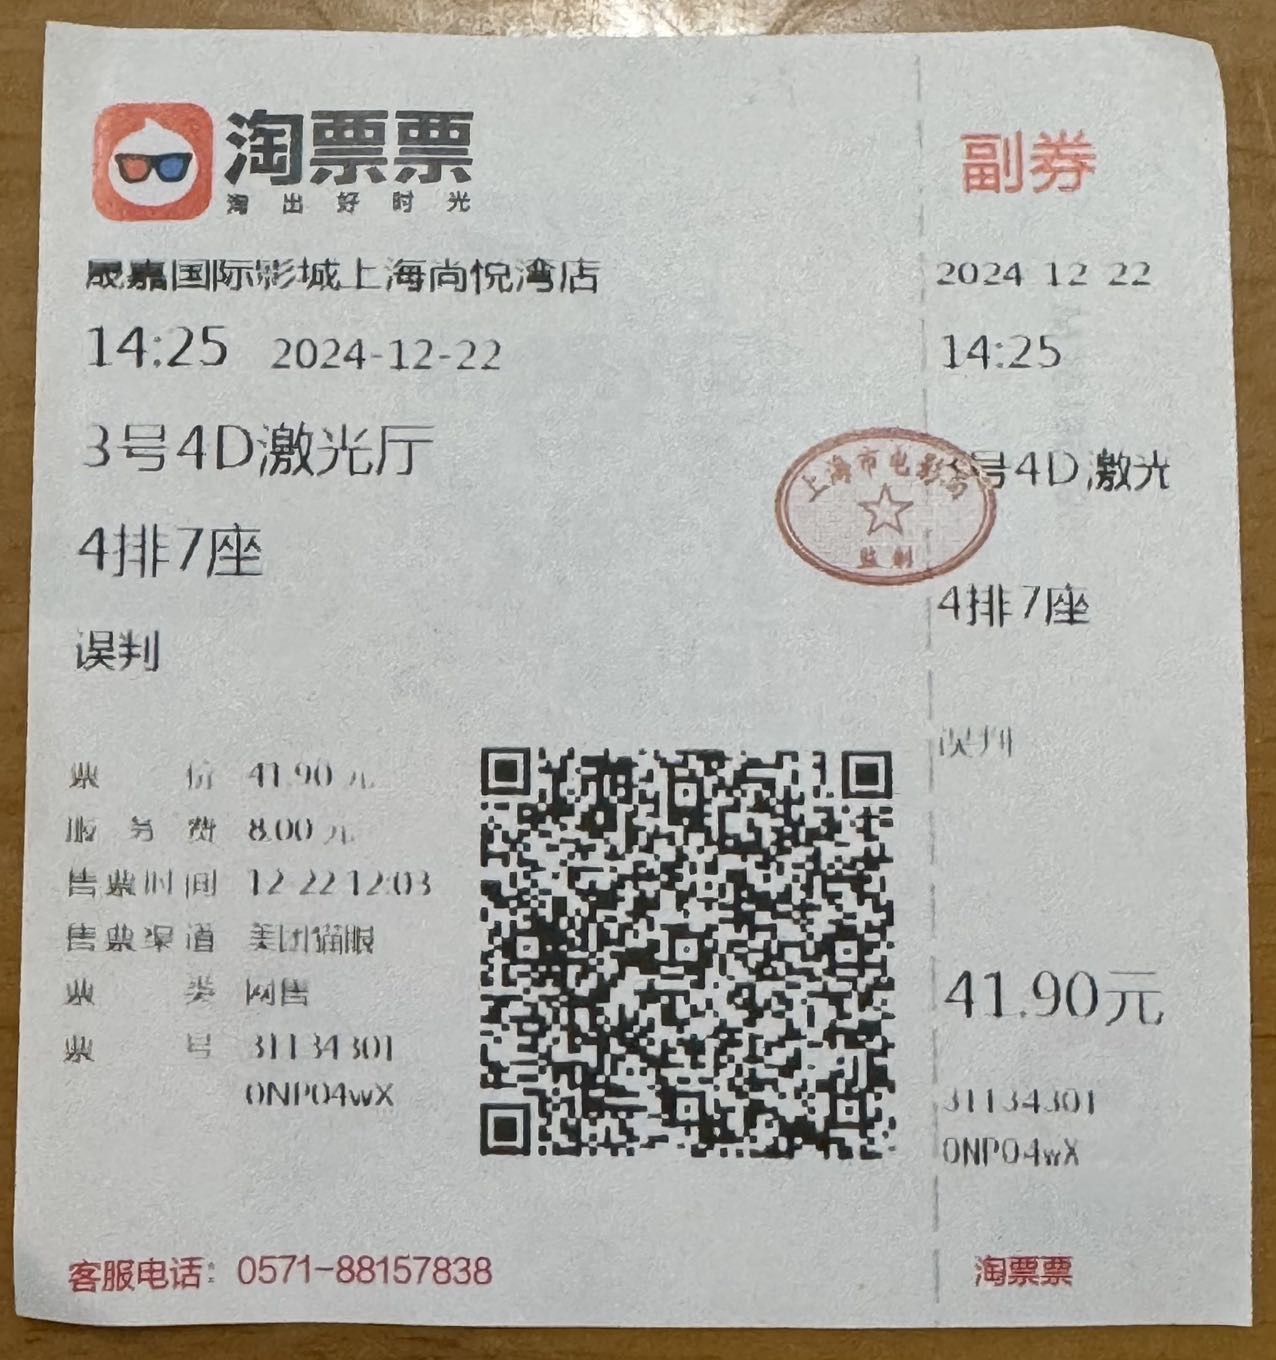 淘票票
淘出好时光
晟嘉国际影城上海尚悦湾店
14:25 2024-12-22
3号4D激光厅
4排7座
误判
票价 41.90 元
服务费 8.00 元
售票时间 12-22 12:03
售票渠道 美团猫眼
票类 网售
票号 31134301
0NP04wX
客服电话: 0571-88157838
副券
2024-12-22
14:25
3号4D激光
上海市电影局
监制
4排7座
误判
41.90元
31134301
0NP04wX
淘票票